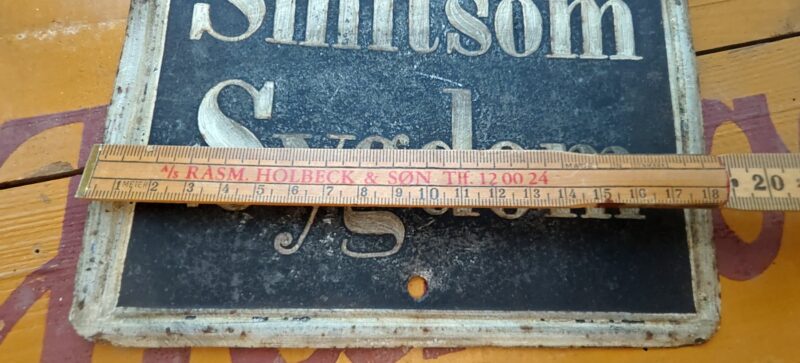 Smitsom
Sygdom
A/S RASM. HOLBECK & SØN. Tlf. 12 00 24
1 METER 2 3 4 5 6 7 8 9 10 11 12 13 14 15 16 17 18 20